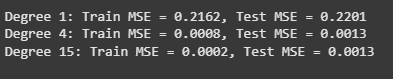 Degree 1: Train MSE = 0.2162, Test MSE = 0.2201
Degree 4: Train MSE = 0.0008, Test MSE = 0.0013
Degree 15: Train MSE = 0.0002, Test MSE = 0.0013